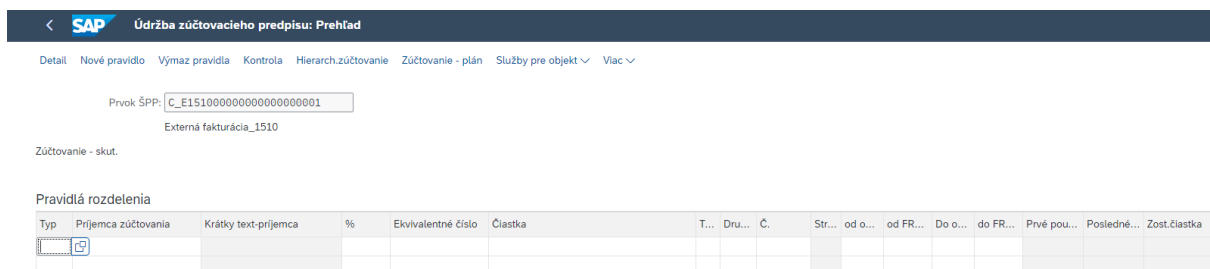 SAP Údržba zúčtovacieho predpisu: Prehľad
Detail Nové pravidlo Výmaz pravidla Kontrola Hierarch.zúčtovanie Zúčtovanie - plán Služby pre objekt Viac
Prvok ŠPP: C_E151000000000000000001
Externá fakturácia_1510
Zúčtovanie - skut.
Pravidlá rozdelenia
Typ Príjemca zúčtovania Krátky text-príjemca % Ekvivalentné číslo Čiastka T... Dru... Č. Str... od o... od FR... Do o... do FR... Prvé pou... Posledné... Zost.čiastka